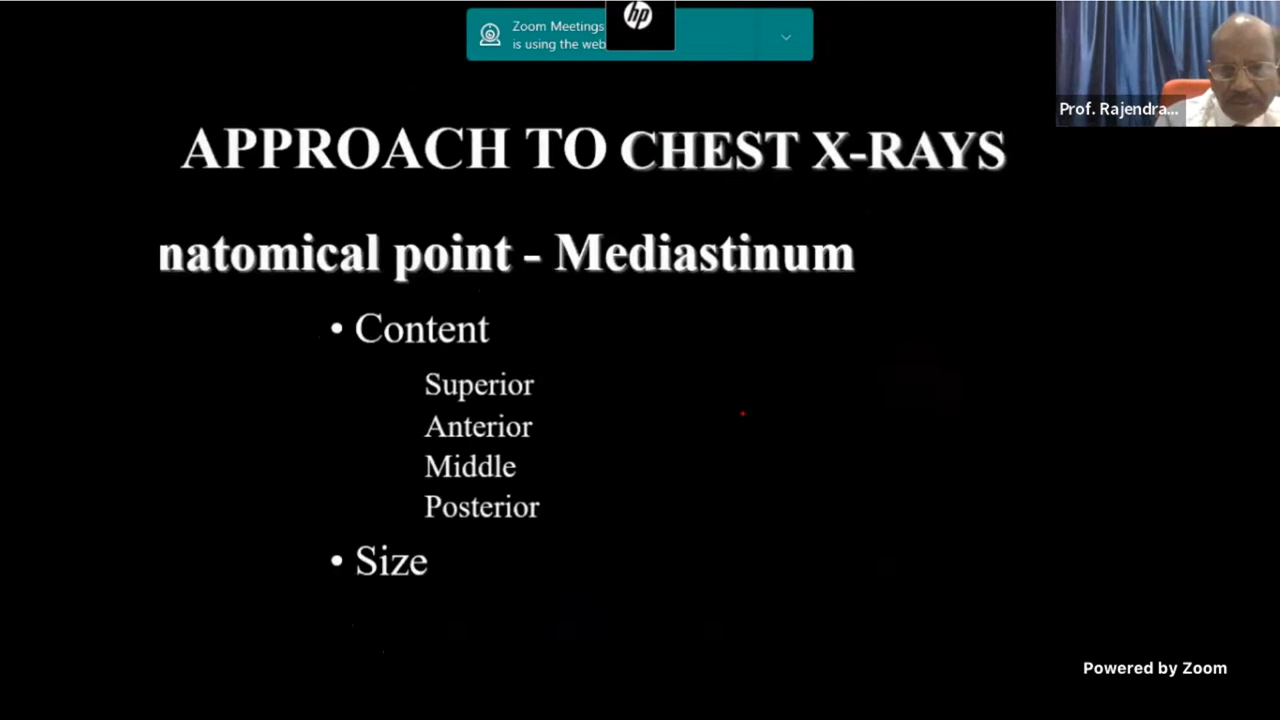 hp
Zoom Meetings
is using the web
Prof. Rajendra...
APPROACH TO CHEST X-RAYS
natomical point - Mediastinum
• Content
Superior
Anterior
Middle
Posterior
• Size
Powered by Zoom